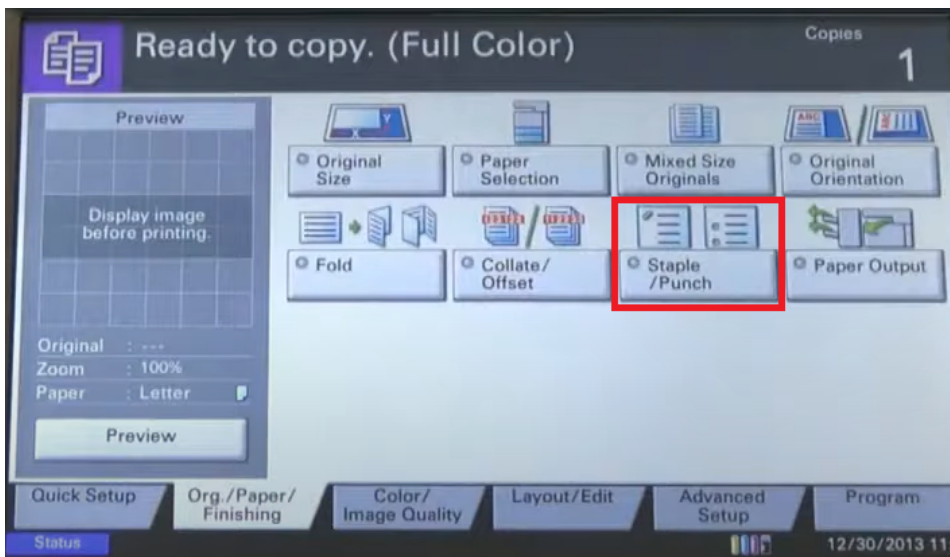 Ready to copy. (Full Color)
Copies
1
Preview
Display image
before printing.
Original : ---
Zoom : 100%
Paper : Letter
Preview
Original
Size
Paper
Selection
Mixed Size
Originals
Original
Orientation
Fold
Collate/
Offset
Staple
/Punch
Paper Output
Quick Setup
Org./Paper/
Finishing
Color/
Image Quality
Layout/Edit
Advanced
Setup
Program
Status
12/30/2013 11